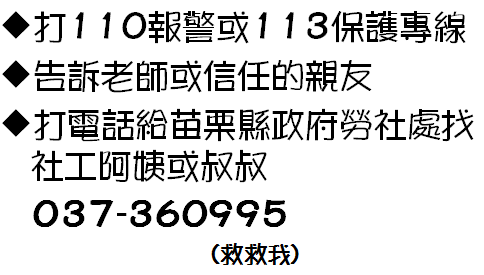 ◆打110報警或113保護專線
◆告訴老師或信任的親友
◆打電話給苗栗縣政府勞社處找
社工阿姨或叔叔
037-360995
(救救我)